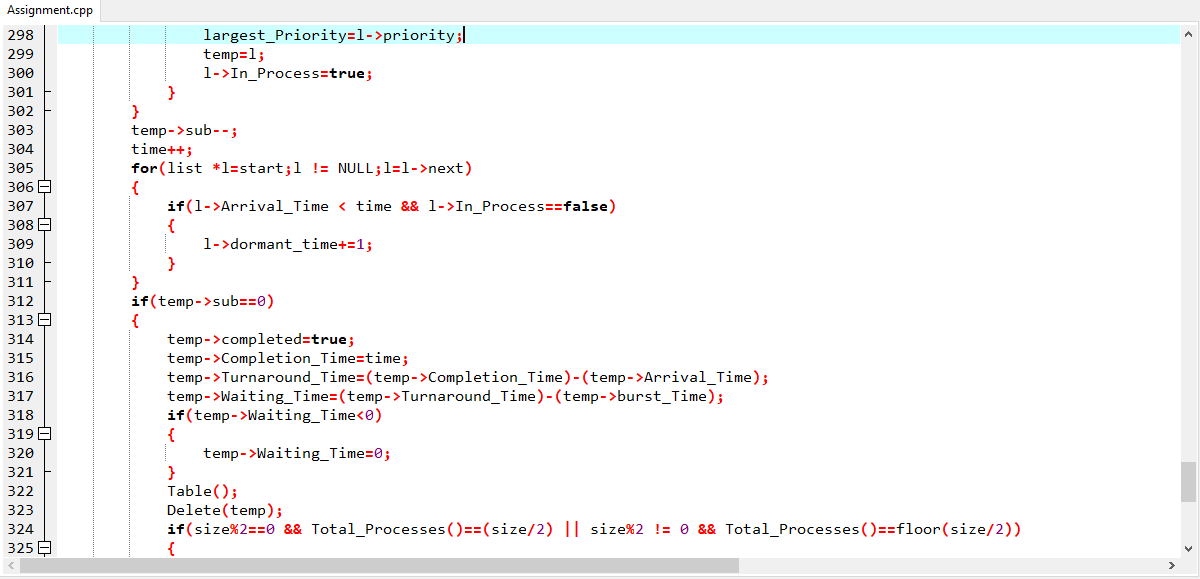 Assignment.cpp
298 largest_Priority=l->priority;
299 temp=l;
300 l->In_Process=true;
301 }
302 }
303 temp->sub--;
304 time++;
305 for(list *l=start;l != NULL;l=l->next)
306 {
307 if(l->Arrival_Time < time && l->In_Process==false)
308 {
309 l->dormant_time+=1;
310 }
311 }
312 if(temp->sub==0)
313 {
314 temp->completed=true;
315 temp->Completion_Time=time;
316 temp->Turnaround_Time=(temp->Completion_Time)-(temp->Arrival_Time);
317 temp->Waiting_Time=(temp->Turnaround_Time)-(temp->burst_Time);
318 if(temp->Waiting_Time<0)
319 {
320 temp->Waiting_Time=0;
321 }
322 Table();
323 Delete(temp);
324 if(size%2==0 && Total_Processes()==(size/2) || size%2 != 0 && Total_Processes()==floor(size/2))
325 {